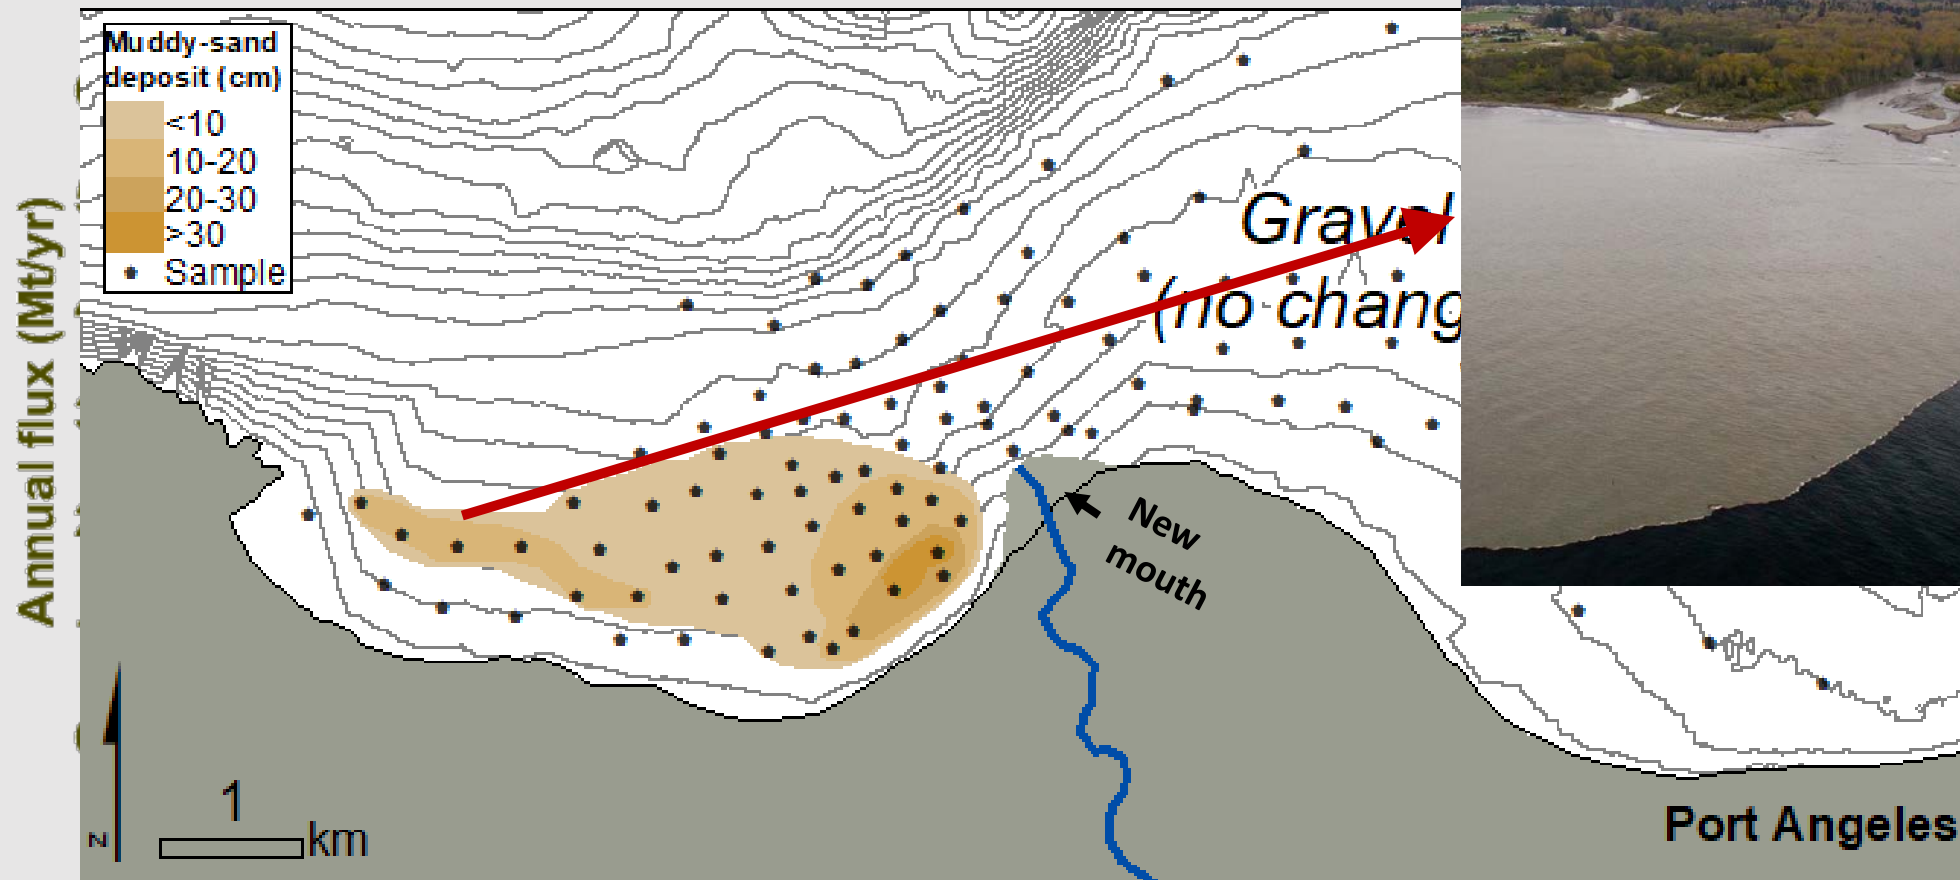 Muddy-sand
deposit (cm)
<10
10-20
20-30
>30
Sample
Annual flux (Mt/yr)
Gravel
(no chang
New
mouth
1
km
z
Port Angeles